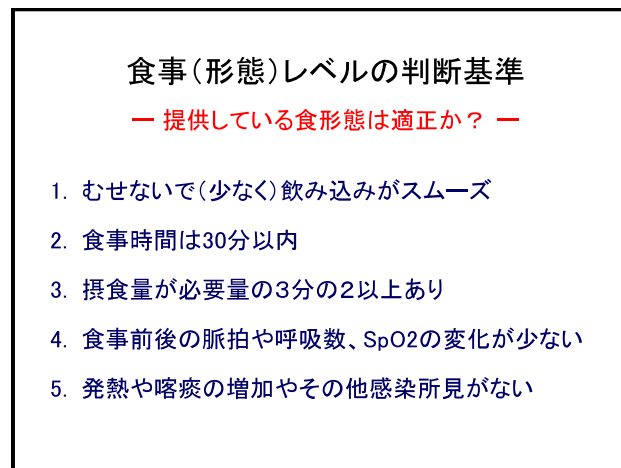 食事（形態）レベルの判断基準
ー 提供している食形態は適正か？ ー
1. むせないで（少なく）飲み込みがスムーズ
2. 食事時間は30分以内
3. 摂食量が必要量の３分の２以上あり
4. 食事前後の脈拍や呼吸数、SpO2の変化が少ない
5. 発熱や喀痰の増加やその他感染所見がない